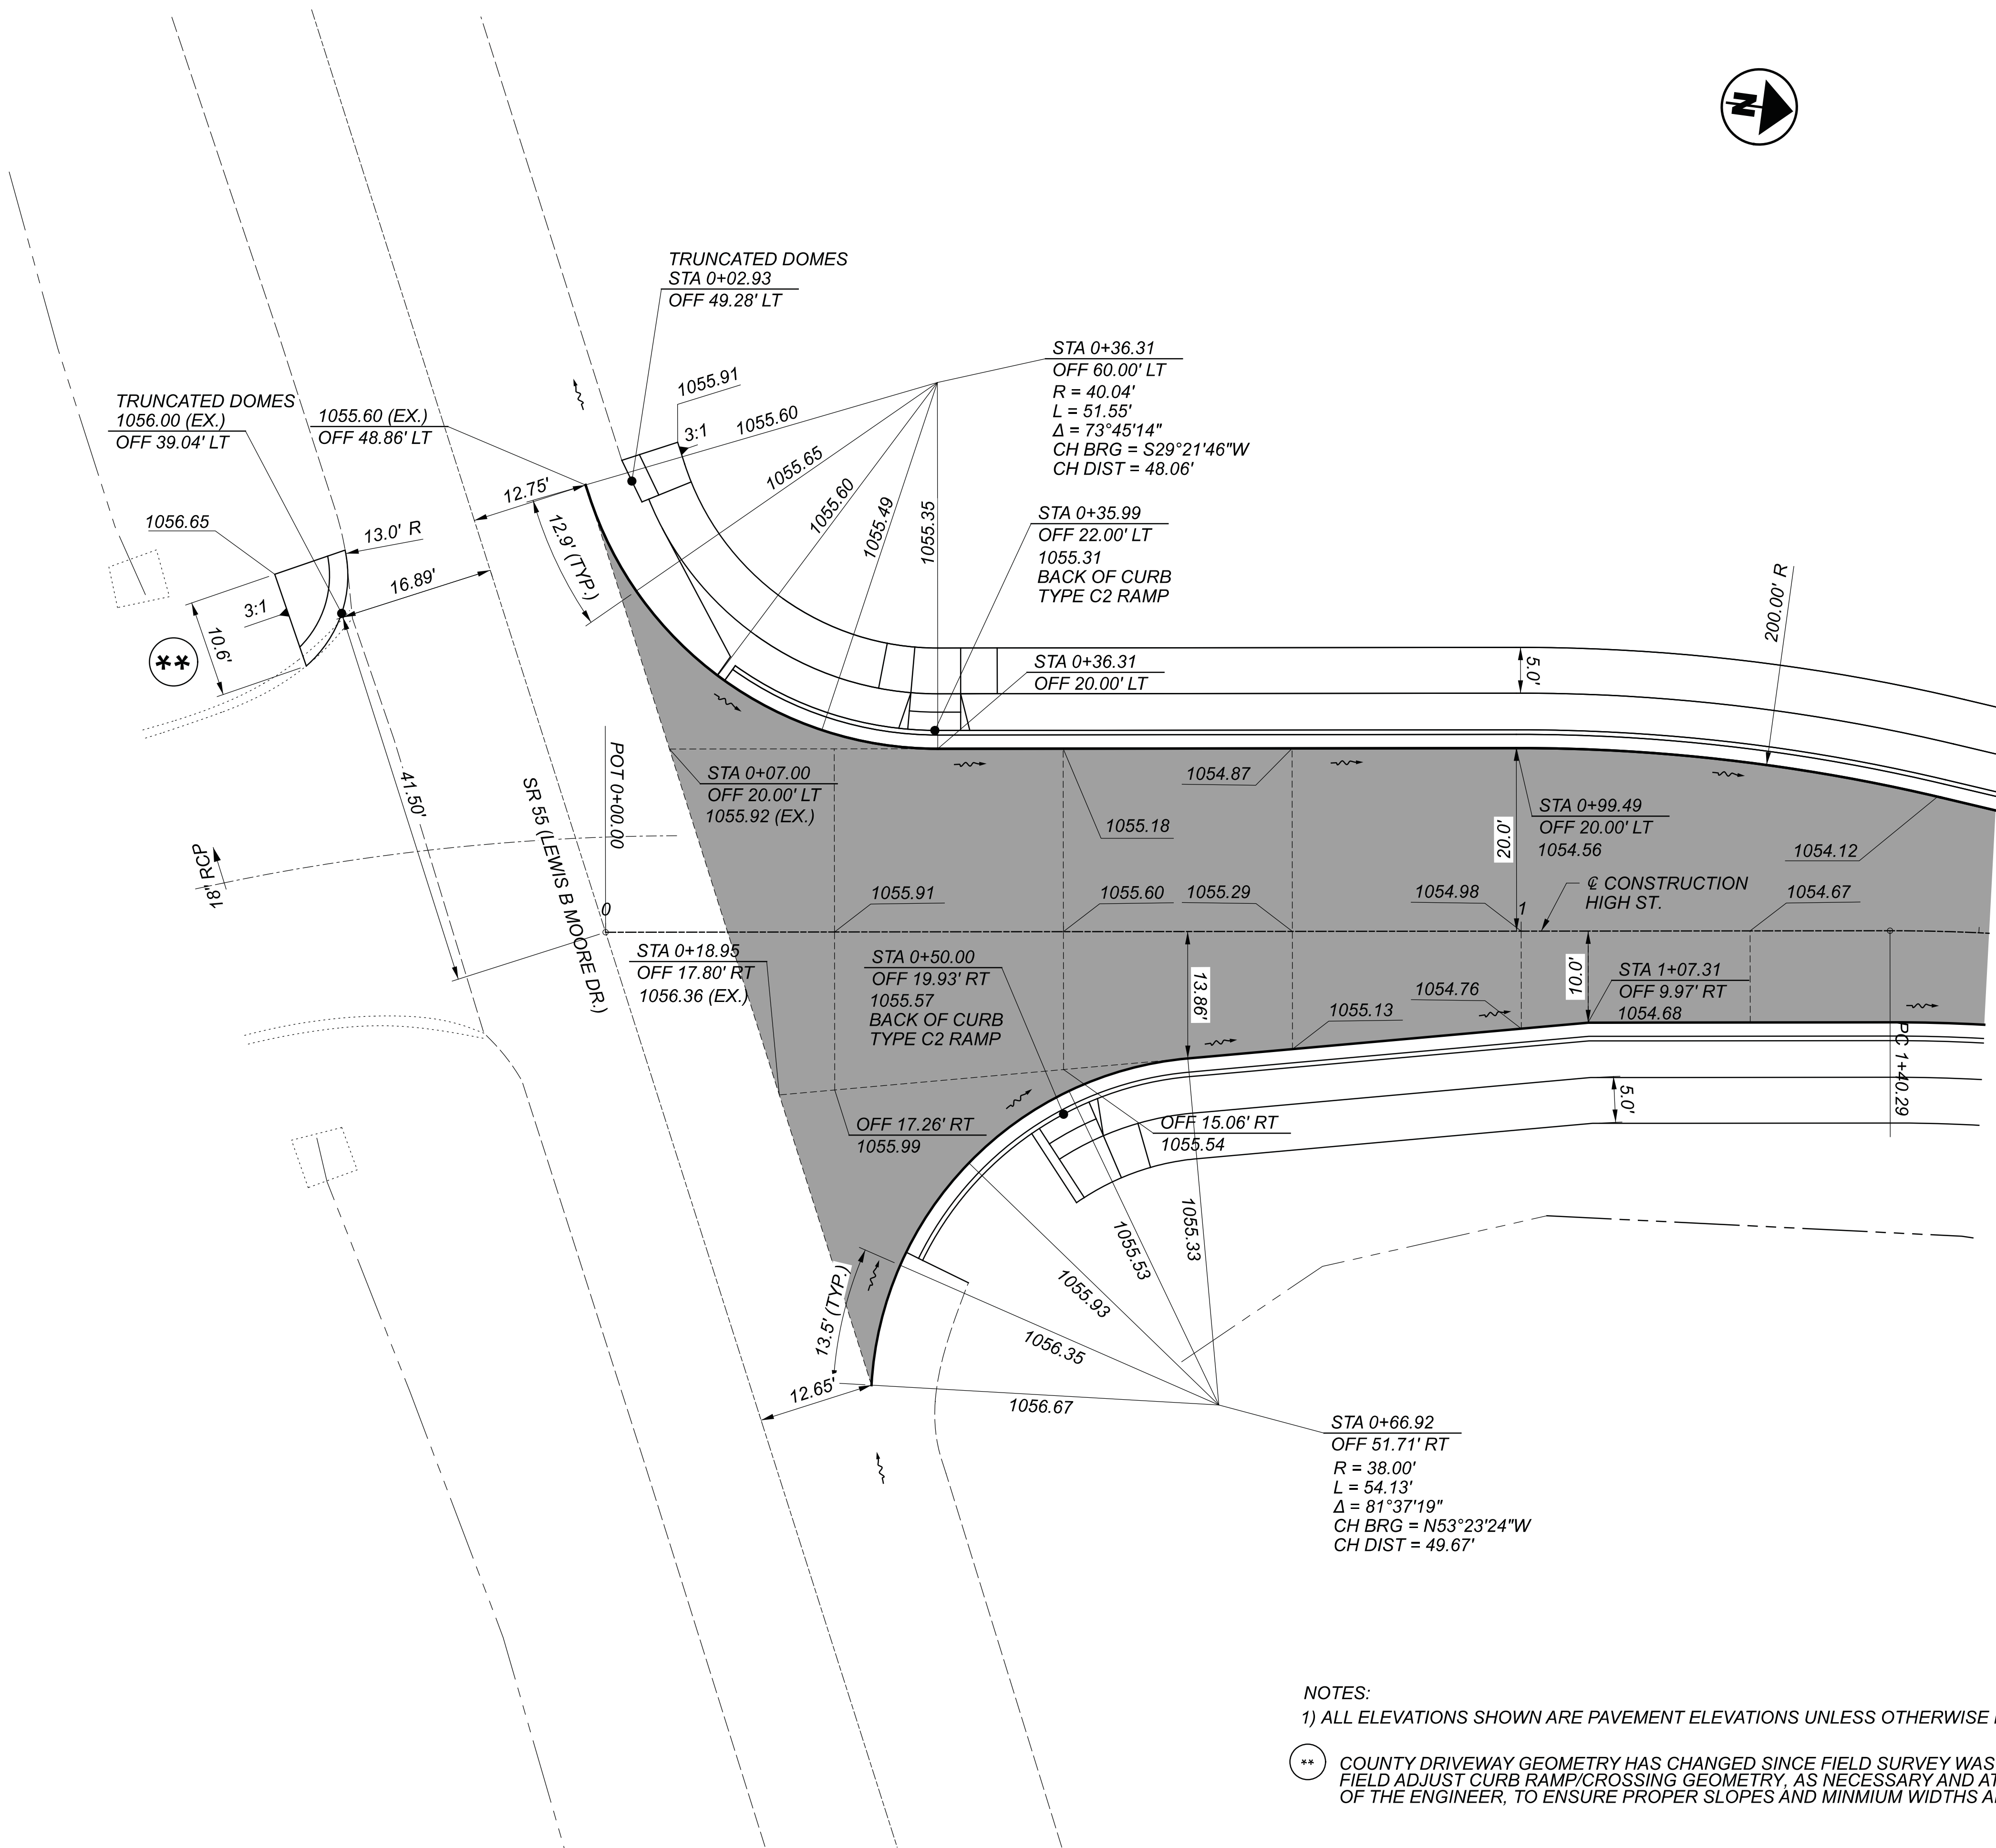 N
TRUNCATED DOMES
STA 0+02.93
OFF 49.28' LT
1055.91
3:1
1055.60
1055.65
1055.60
1055.49
1055.35
STA 0+36.31
OFF 60.00' LT
R = 40.04'
L = 51.55'
Δ = 73°45'14"
CH BRG = S29°21'46"W
CH DIST = 48.06'
TRUNCATED DOMES
1056.00 (EX.)
OFF 39.04' LT
1055.60 (EX.)
OFF 48.86' LT
12.75'
12.9' (TYP.)
1056.65
13.0' R
16.89'
3:1
10.6'
**
STA 0+35.99
OFF 22.00' LT
1055.31
BACK OF CURB
TYPE C2 RAMP
STA 0+36.31
OFF 20.00' LT
5.0'
200.00' R
41.50'
18" RCP
SR 55 (LEWIS B MOORE DR.)
POT 0+00.00
0
STA 0+07.00
OFF 20.00' LT
1055.92 (EX.)
1054.87
1055.18
20.0'
STA 0+99.49
OFF 20.00' LT
1054.56
1054.12
1055.91
1055.60
1055.29
1054.98
1
℄ CONSTRUCTION
HIGH ST.
1054.67
STA 0+18.95
OFF 17.80' RT
1056.36 (EX.)
STA 0+50.00
OFF 19.93' RT
1055.57
BACK OF CURB
TYPE C2 RAMP
13.86'
1055.13
1054.76
10.0'
STA 1+07.31
OFF 9.97' RT
1054.68
PC 1+40.29
5.0'
OFF 17.26' RT
1055.99
OFF 15.06' RT
1055.54
1055.33
1055.53
1055.93
1056.35
1056.67
13.5' (TYP.)
12.65'
STA 0+66.92
OFF 51.71' RT
R = 38.00'
L = 54.13'
Δ = 81°37'19"
CH BRG = N53°23'24"W
CH DIST = 49.67'
NOTES:
1) ALL ELEVATIONS SHOWN ARE PAVEMENT ELEVATIONS UNLESS OTHERWISE
** COUNTY DRIVEWAY GEOMETRY HAS CHANGED SINCE FIELD SURVEY WAS
FIELD ADJUST CURB RAMP/CROSSING GEOMETRY, AS NECESSARY AND AT
OF THE ENGINEER, TO ENSURE PROPER SLOPES AND MINMIUM WIDTHS